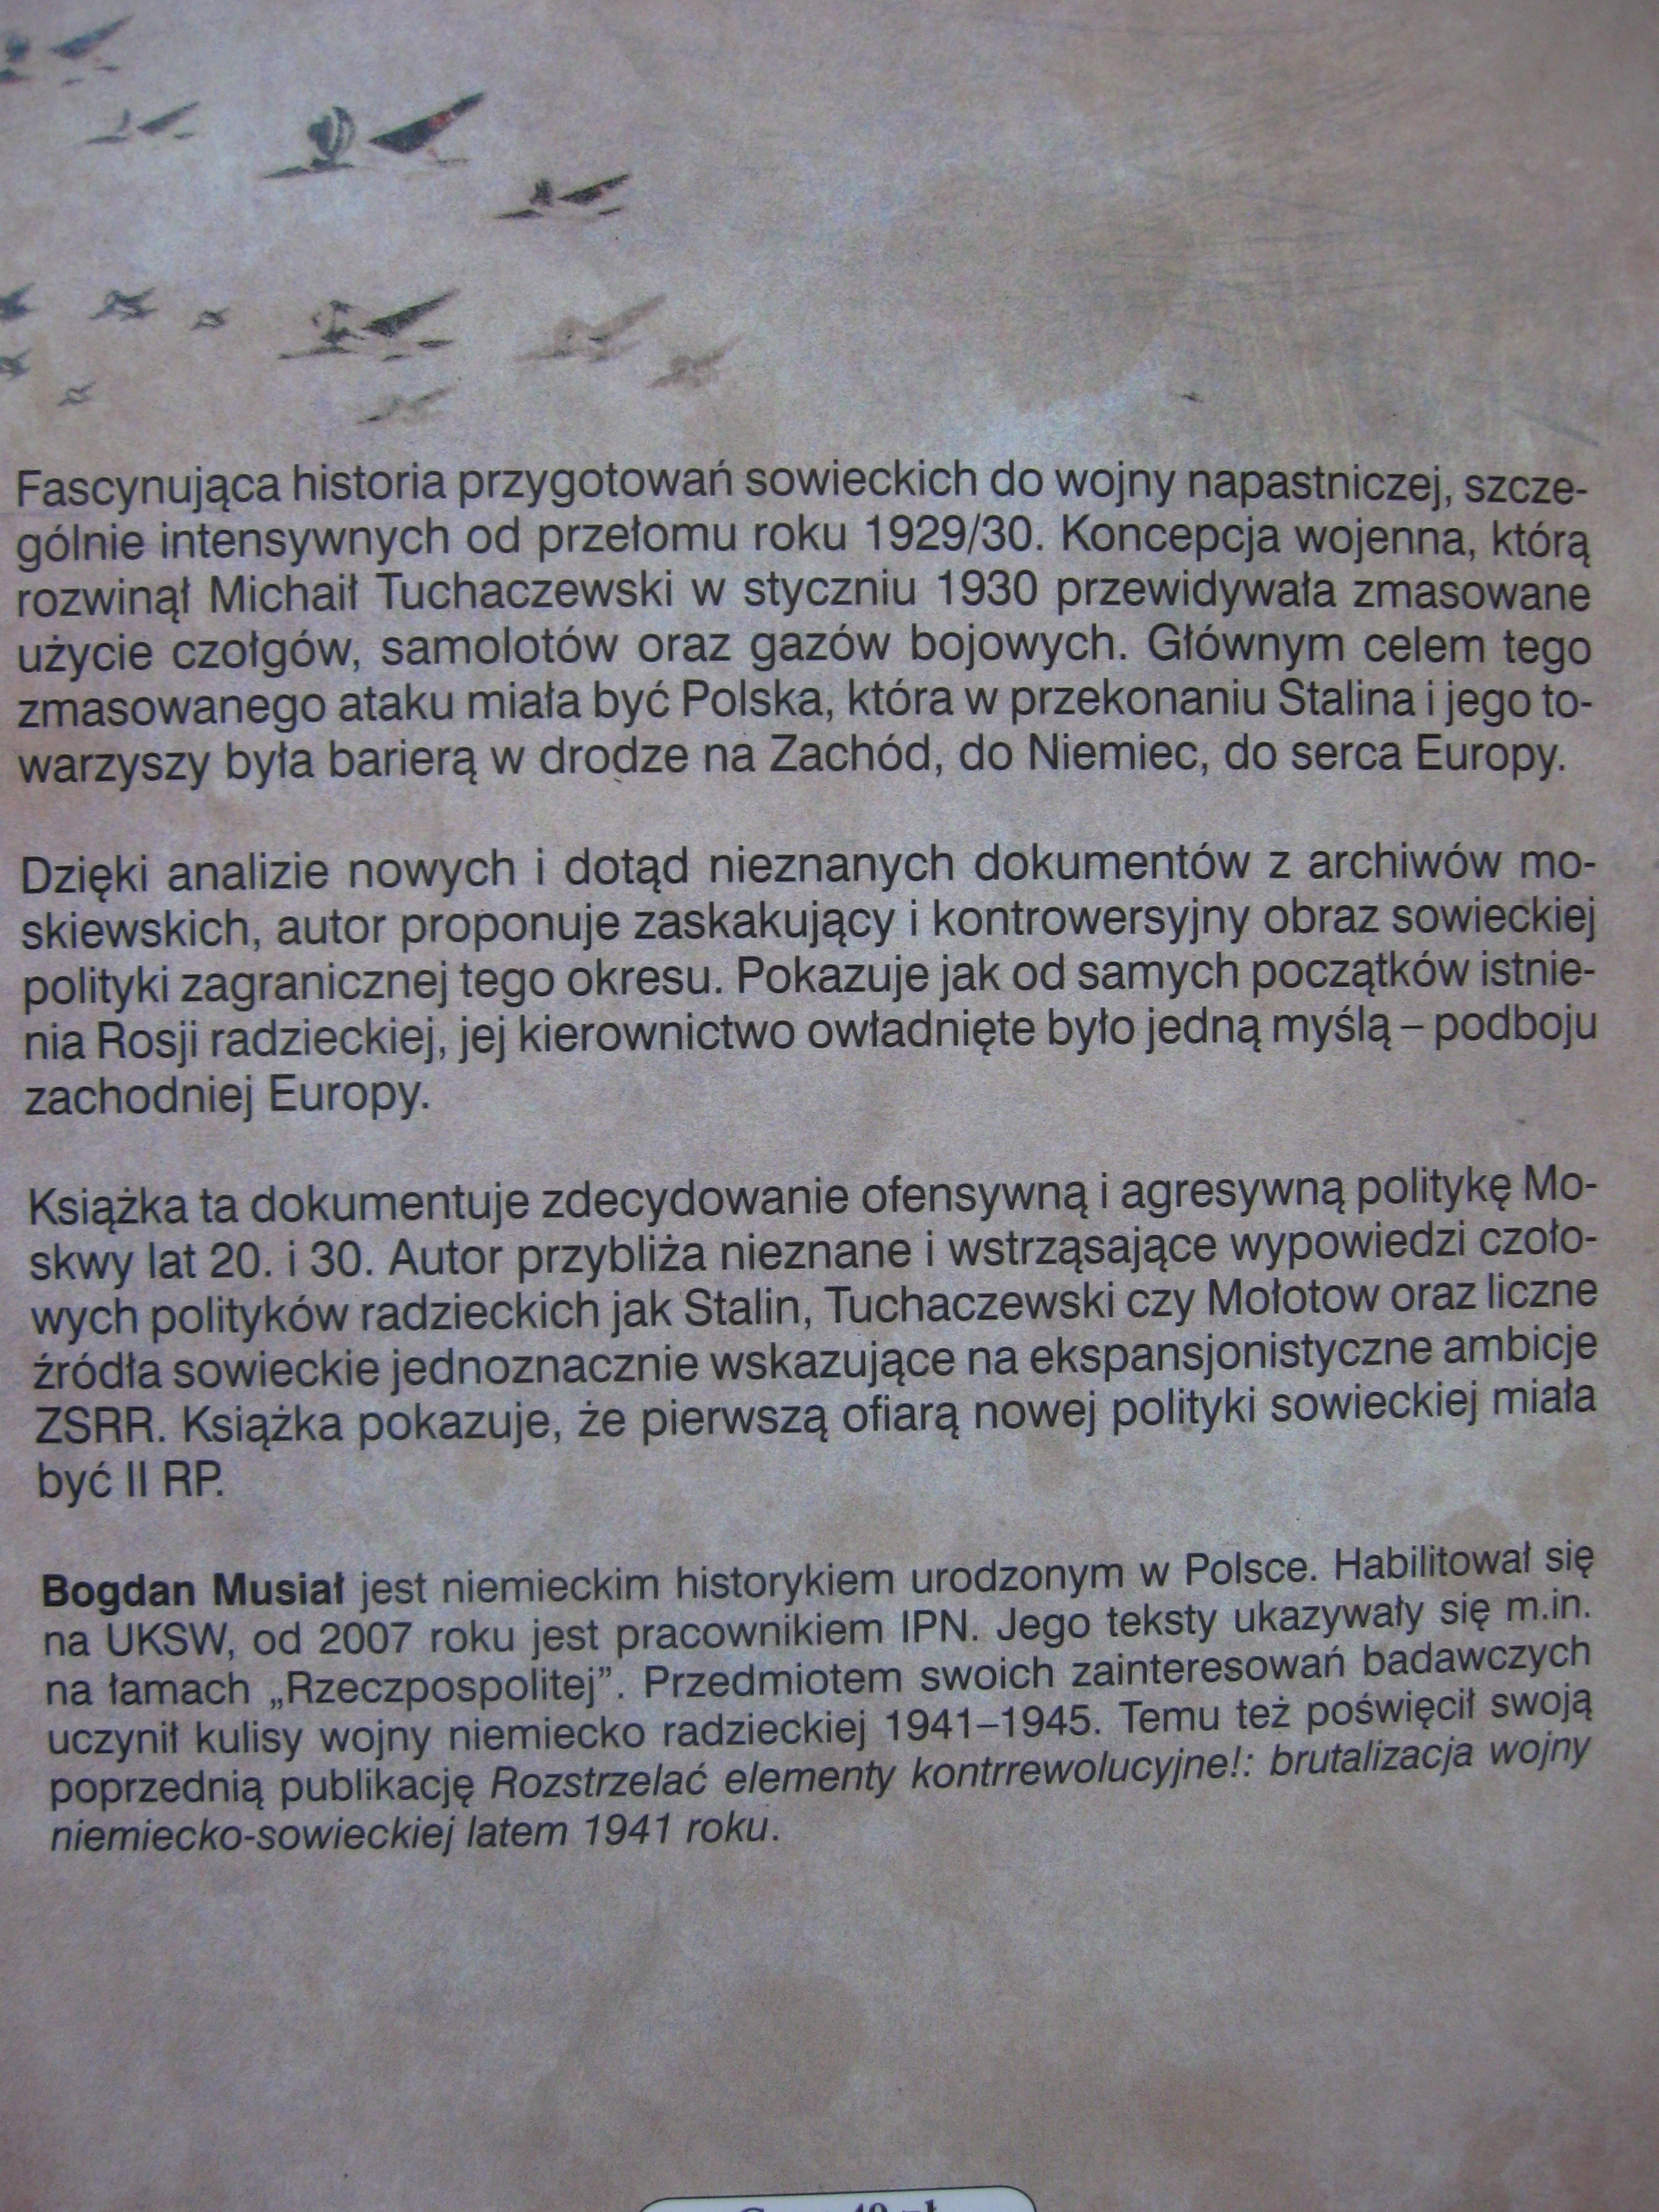 Fascynująca historia przygotowań sowieckich do wojny napastniczej, szcze-
gólnie intensywnych od przełomu roku 1929/30. Koncepcja wojenna, którą
rozwinął Michaił Tuchaczewski w styczniu 1930 przewidywała zmasowane
użycie czołgów, samolotów oraz gazów bojowych. Głównym celem tego
zmasowanego ataku miała być Polska, która w przekonaniu Stalina i jego to-
warzyszy była barierą w drodze na Zachód, do Niemiec, do serca Europy.
Dzięki analizie nowych i dotąd nieznanych dokumentów z archiwów mo-
skiewskich, autor proponuje zaskakujący i kontrowersyjny obraz sowieckiej
polityki zagranicznej tego okresu. Pokazuje jak od samych początków istnie-
nia Rosji radzieckiej, jej kierownictwo owładnięte było jedną myślą – podboju
zachodniej Europy.
Książka ta dokumentuje zdecydowanie ofensywną i agresywną politykę Mo-
skwy lat 20. i 30. Autor przybliża nieznane i wstrząsające wypowiedzi czoło-
wych polityków radzieckich jak Stalin, Tuchaczewski czy Mołotow oraz liczne
źródła sowieckie jednoznacznie wskazujące na ekspansjonistyczne ambicje
ZSRR. Książka pokazuje, że pierwszą ofiarą nowej polityki sowieckiej miała
być II RP.
Bogdan Musiał jest niemieckim historykiem urodzonym w Polsce. Habilitował się
na UKSW, od 2007 roku jest pracownikiem IPN. Jego teksty ukazywały się m.in.
na łamach „Rzeczpospolitej”. Przedmiotem swoich zainteresowań badawczych
uczynił kulisy wojny niemiecko radzieckiej 1941–1945. Temu też poświęcił swoją
poprzednią publikację Rozstrzelać elementy kontrrewolucyjne!: brutalizacja wojny
niemiecko-sowieckiej latem 1941 roku.